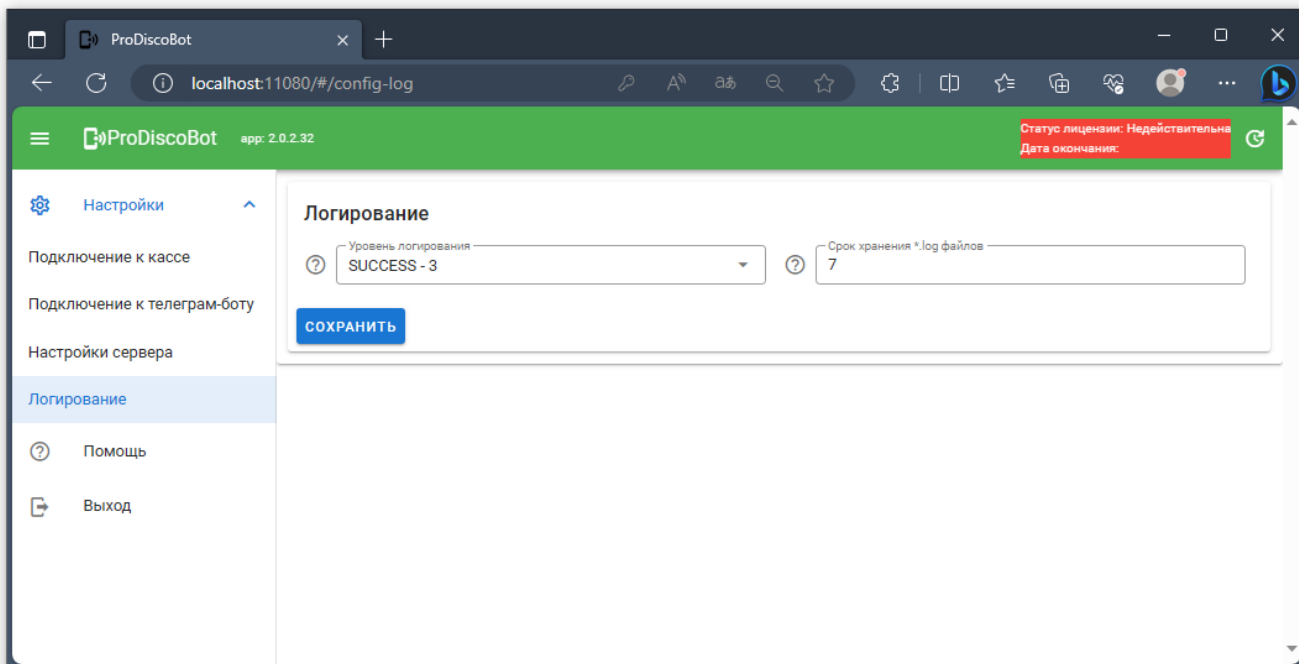 ProDiscoBot
localhost:11080/#/config-log
ProDiscoBot app: 2.0.2.32
Статус лицензии: Недействительна
Дата окончания:
Настройки
Подключение к кассе
Подключение к телеграм-боту
Настройки сервера
Логирование
Помощь
Выход
Логирование
Уровень логирования
SUCCESS - 3
Срок хранения *.log файлов
7
СОХРАНИТЬ